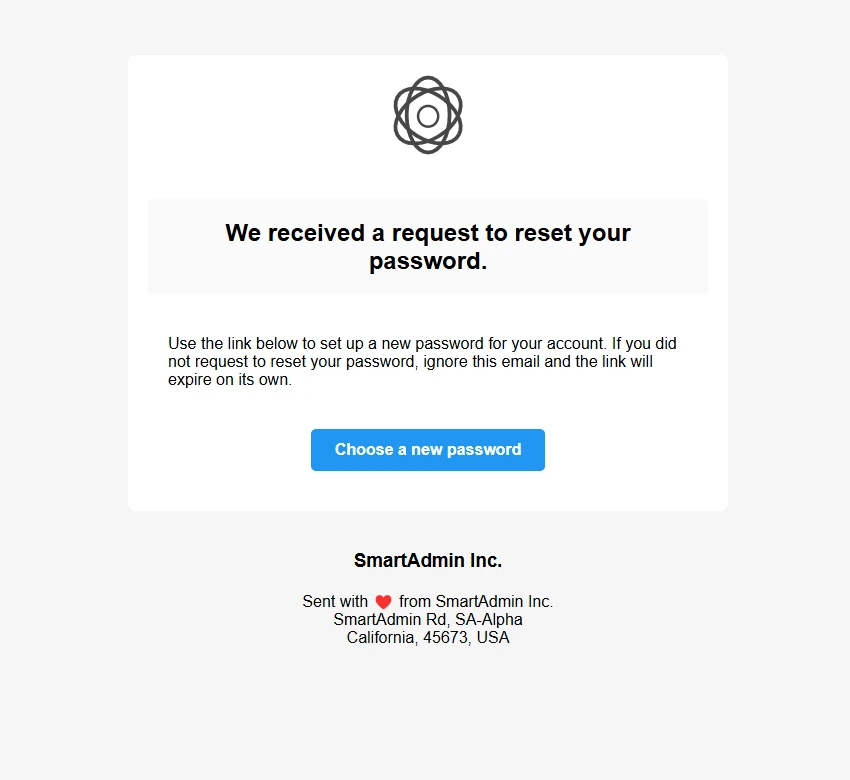 We received a request to reset your
password.
Use the link below to set up a new password for your account. If you did
not request to reset your password, ignore this email and the link will
expire on its own.
Choose a new password
SmartAdmin Inc.
Sent with ❤️ from SmartAdmin Inc.
SmartAdmin Rd, SA-Alpha
California, 45673, USA